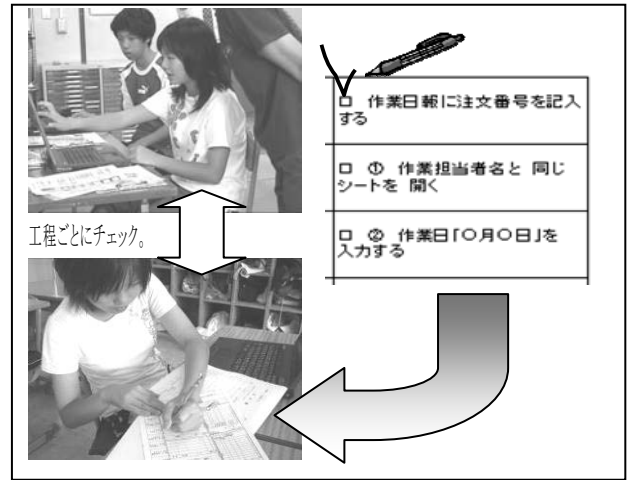 □ 作業日報に注文番号を記入
する
□ ① 作業担当者名と 同じ
シートを 開く
□ ② 作業日「〇月〇日」を
入力する
工程ごとにチェック。